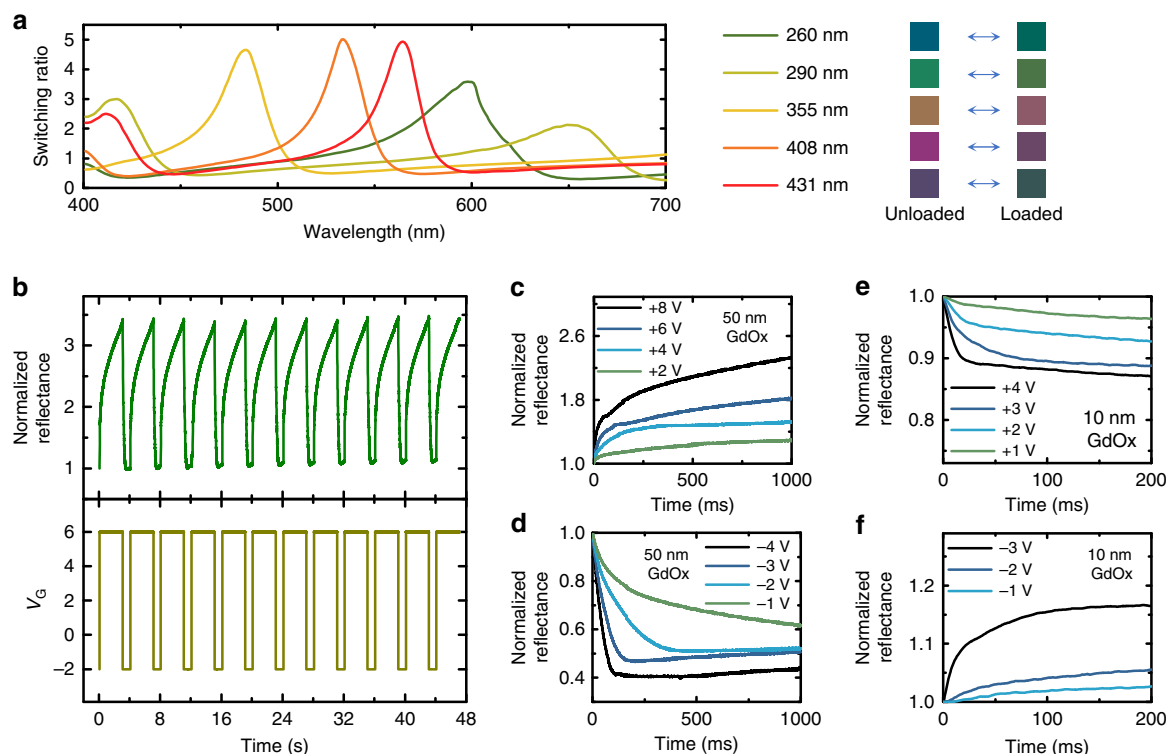 a
Switching ratio
5
4
3
2
1
0
400
500
600
700
Wavelength (nm)
260 nm
290 nm
355 nm
408 nm
431 nm
Unloaded
Loaded
b
Normalized
reflectance
3
2
1
V_G
6
4
2
0
−2
0
8
16
24
32
40
48
Time (s)
c
Normalized
reflectance
2.6
1.8
1.0
+8 V
+6 V
+4 V
+2 V
50 nm
GdOx
0
500
1000
Time (ms)
d
Normalized
reflectance
1.0
0.8
0.6
0.4
50 nm
GdOx
−4 V
−3 V
−2 V
−1 V
0
250
500
1000
Time (ms)
e
Normalized
reflectance
1.0
0.9
0.8
+4 V
+3 V
+2 V
+1 V
10 nm
GdOx
0
100
200
Time (ms)
f
Normalized
reflectance
1.2
1.1
1.0
−3 V
−2 V
−1 V
10 nm
GdOx
0
100
200
Time (ms)